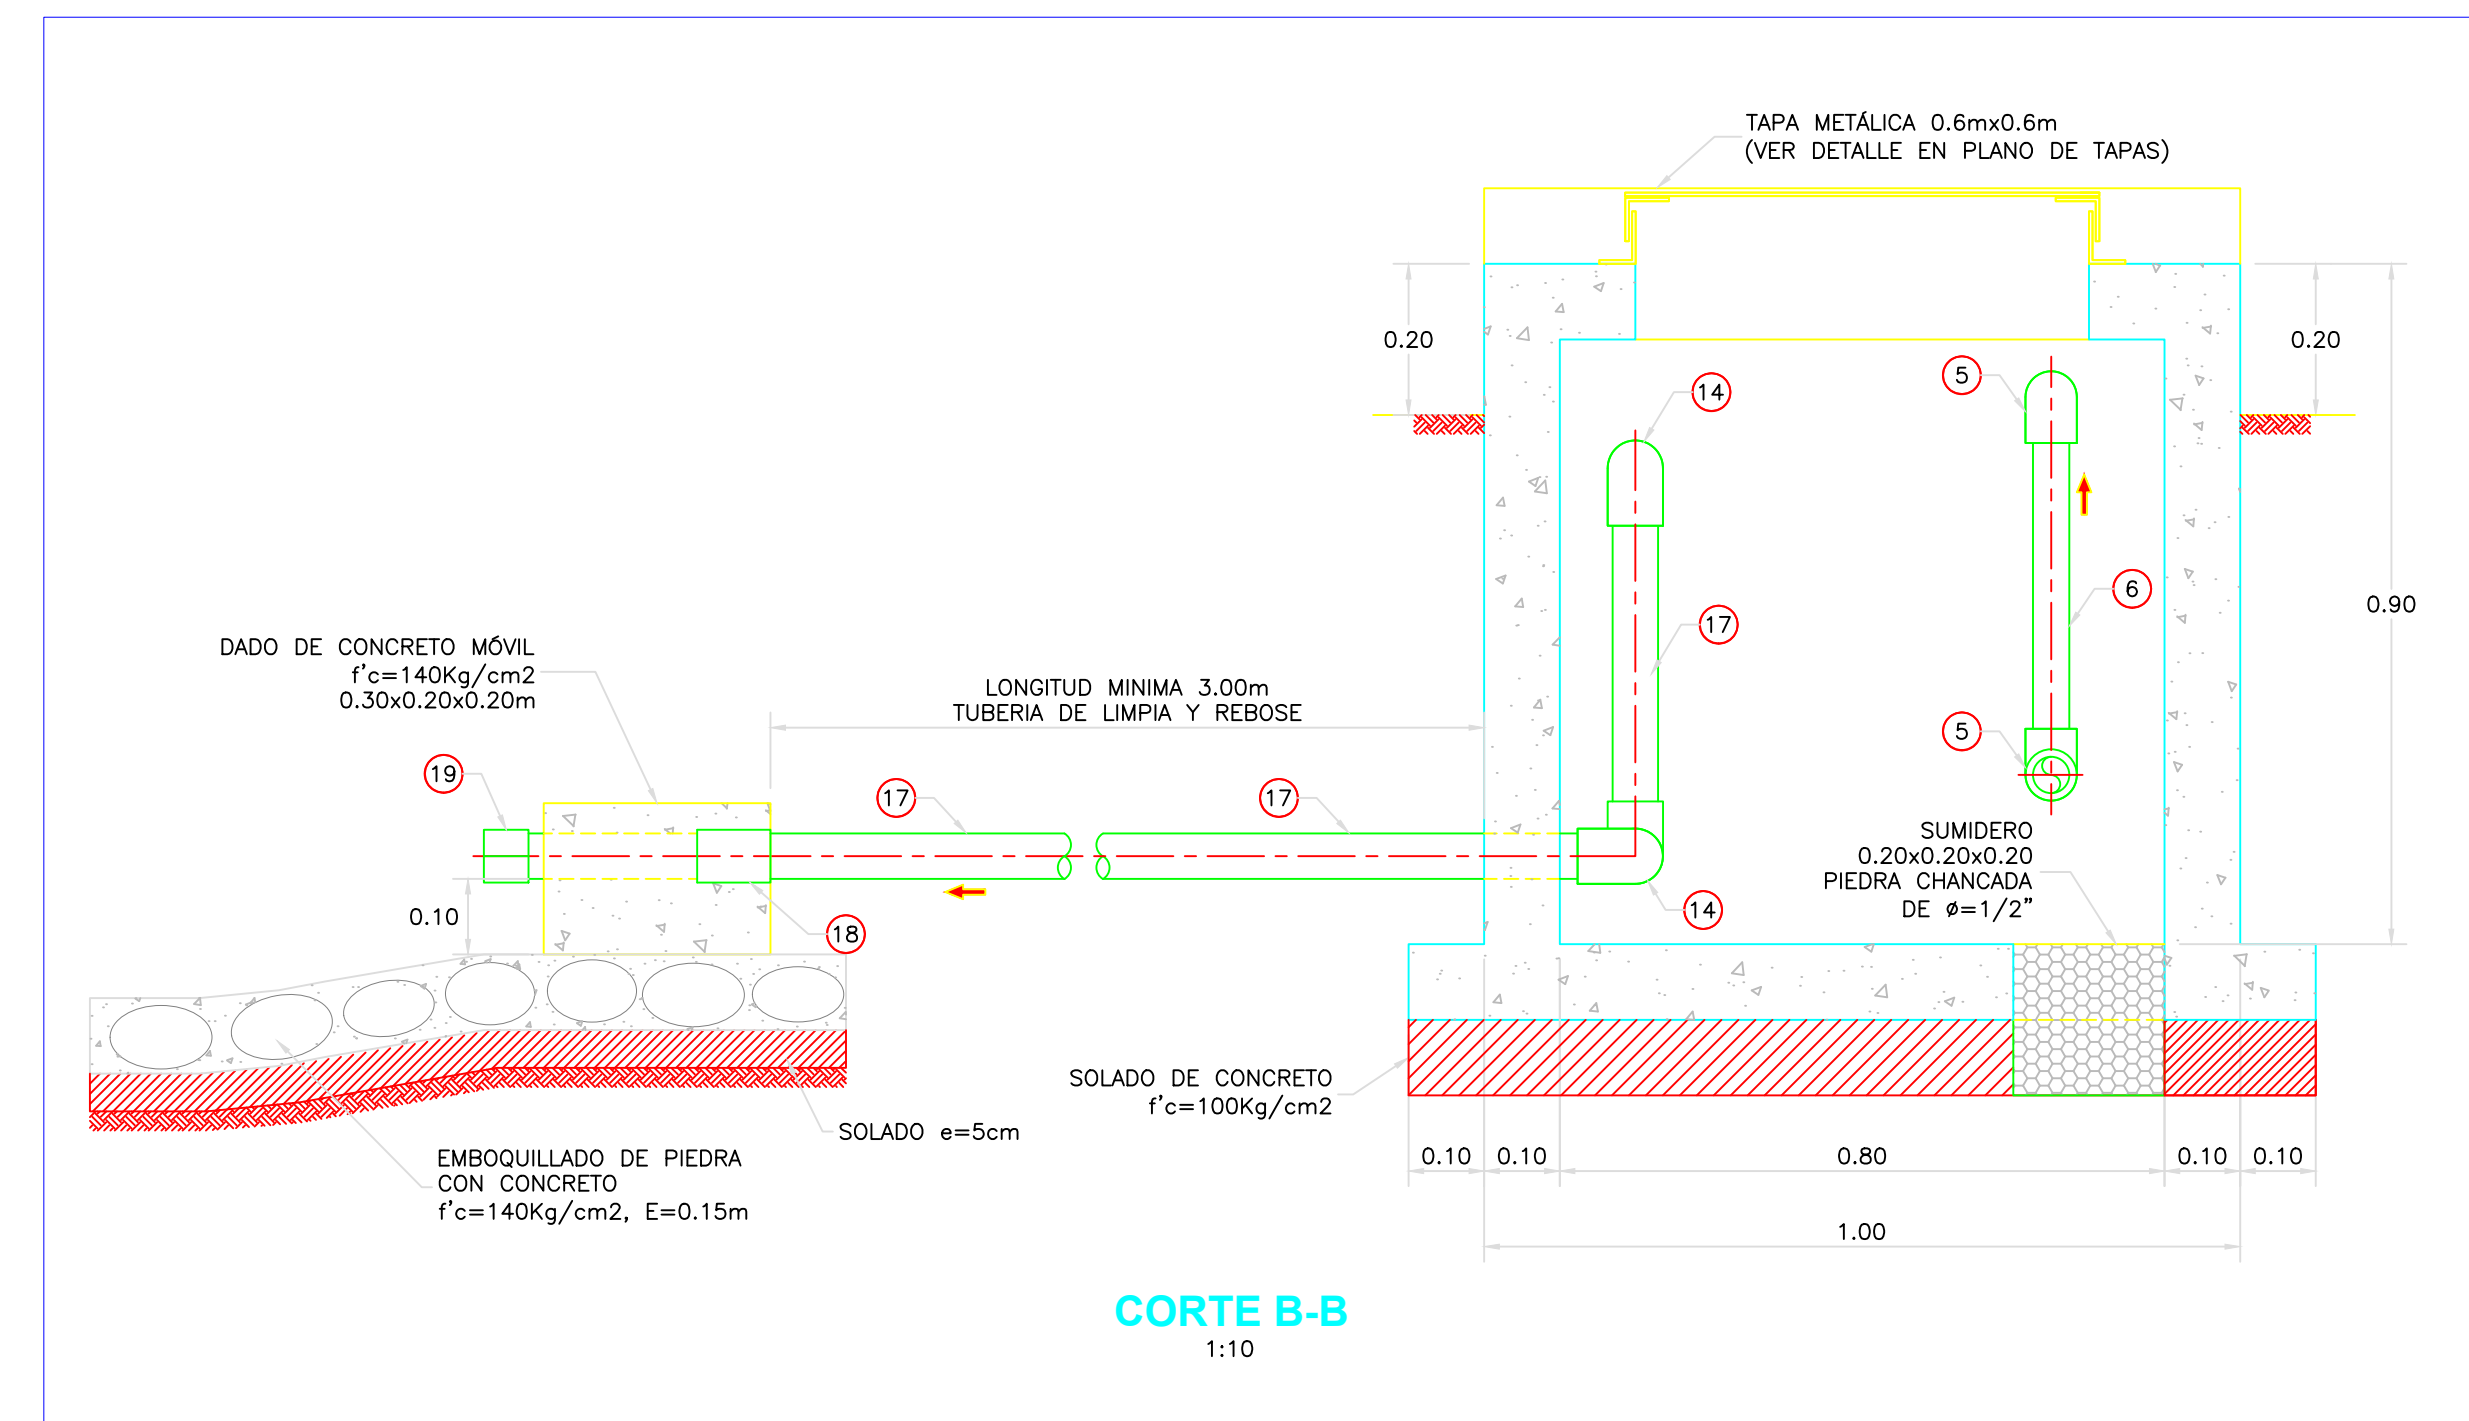 TAPA METÁLICA 0.6mx0.6m
(VER DETALLE EN PLANO DE TAPAS)
0.20
0.20
5
14
6
0.90
17
DADO DE CONCRETO MÓVIL
f'c=140Kg/cm2
0.30x0.20x0.20m
LONGITUD MINIMA 3.00m
TUBERIA DE LIMPIA Y REBOSE
5
19
17
17
SUMIDERO
0.20x0.20x0.20
PIEDRA CHANCADA
DE ø=1/2"
0.10
18
14
SOLADO DE CONCRETO
f'c=100Kg/cm2
SOLADO e=5cm
EMBOQUILLADO DE PIEDRA
CON CONCRETO
f'c=140Kg/cm2, E=0.15m
0.10 0.10 0.80 0.10 0.10
1.00
CORTE B-B
1:10